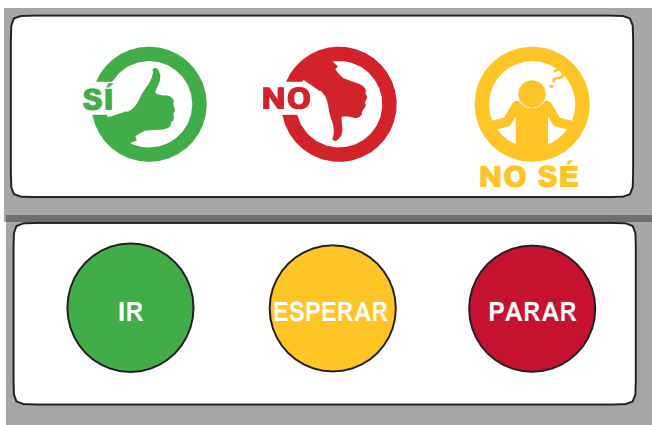 SÍ
NO
NO SÉ
IR
ESPERAR
PARAR